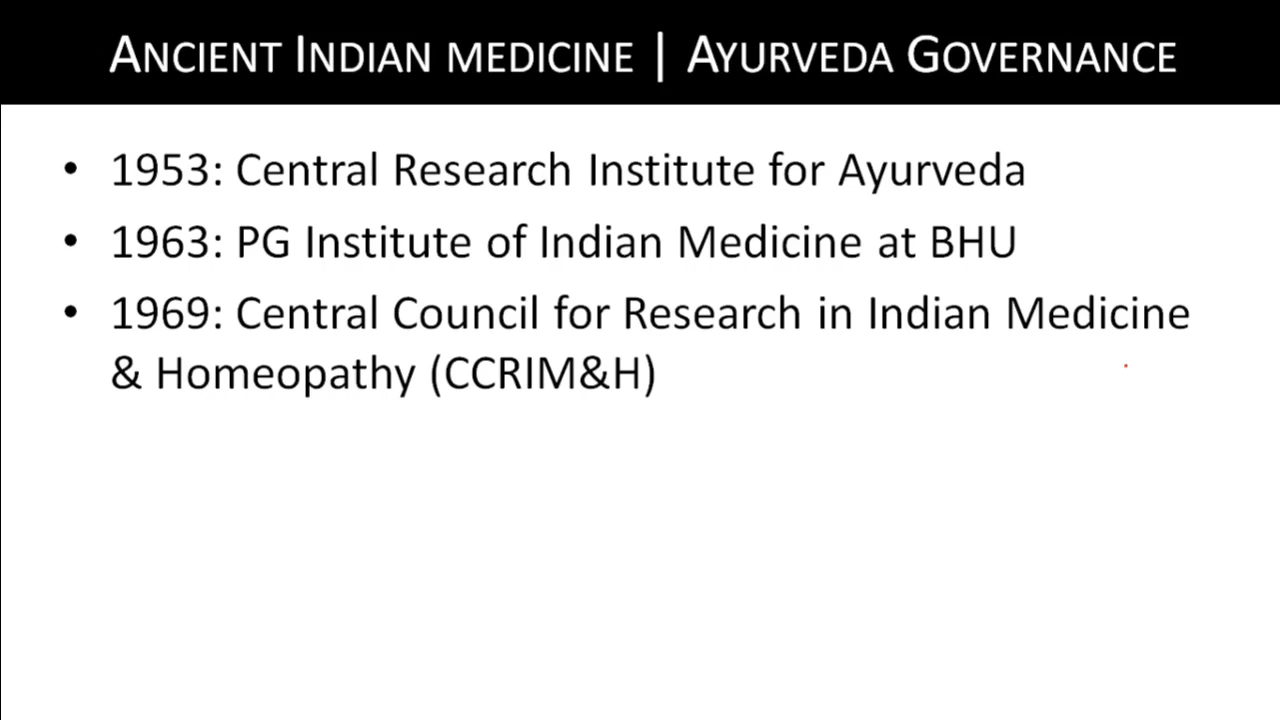 ANCIENT INDIAN MEDICINE | AYURVEDA GOVERNANCE
• 1953: Central Research Institute for Ayurveda
• 1963: PG Institute of Indian Medicine at BHU
• 1969: Central Council for Research in Indian Medicine
& Homeopathy (CCRIM&H)